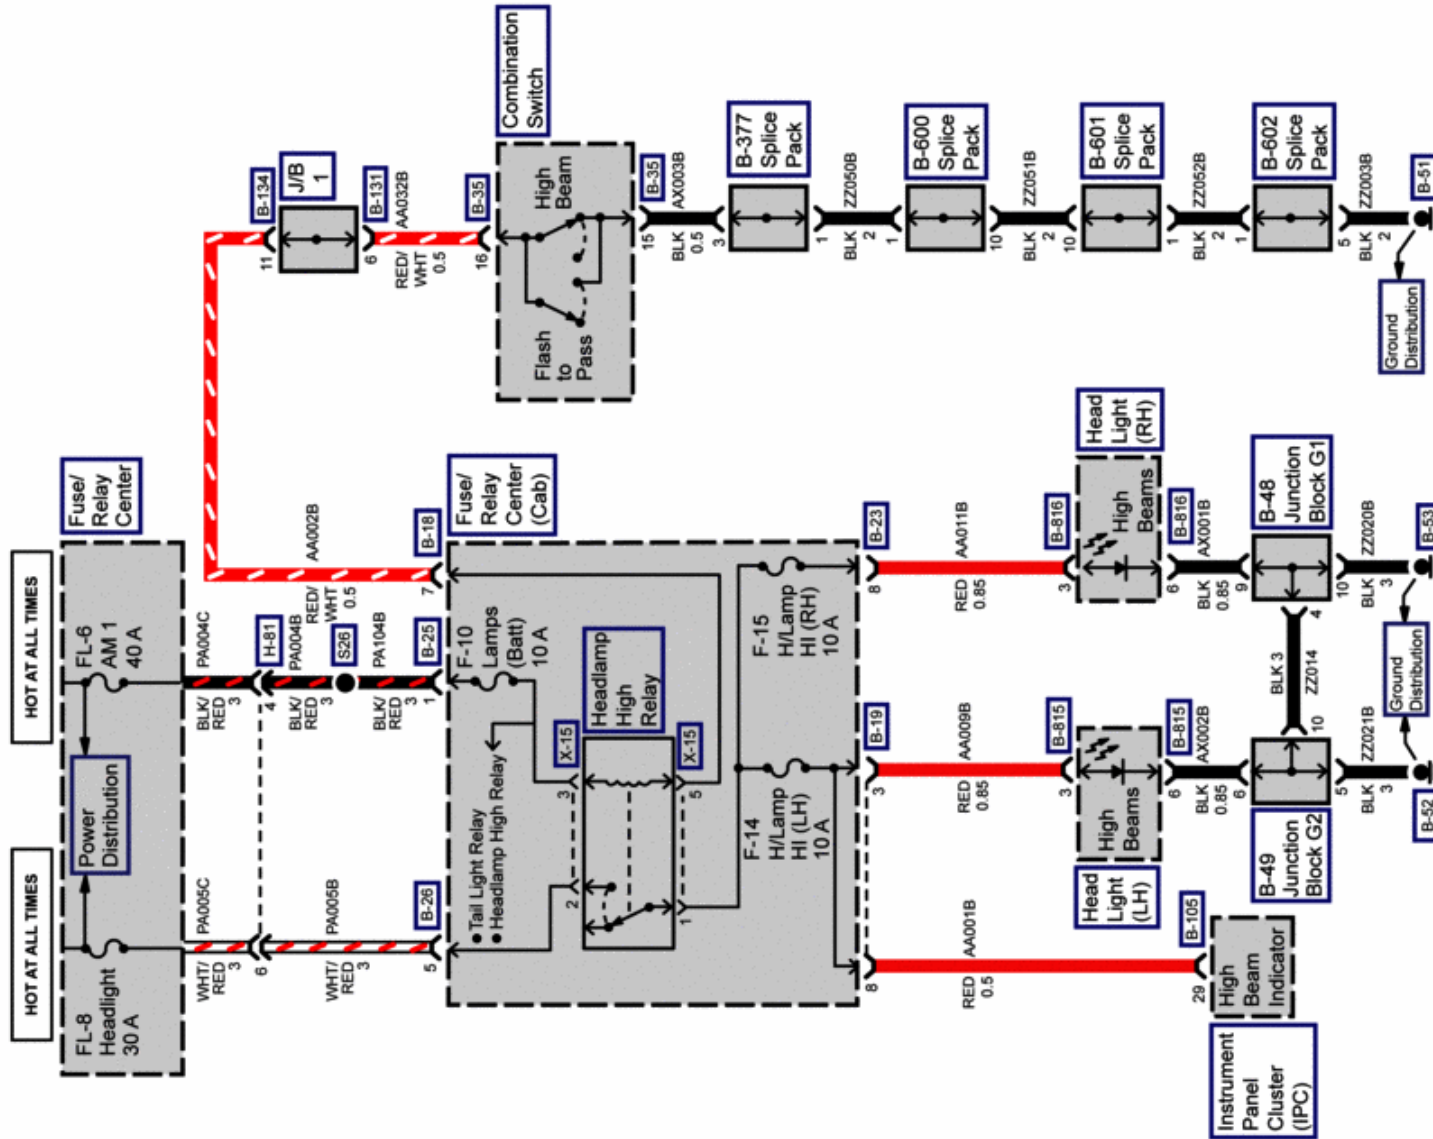 HOT AT ALL TIMES
HOT AT ALL TIMES
Fuse/
Relay
Center
FL-8
Headlight
30 A
Power
Distribution
FL-6
AM 1
40 A
WHT/
RED
3
PA005C
BLK/
RED
3
PA004C
6
4
H-81
WHT/
RED
3
PA005B
BLK/
RED
3
PA004B
S26
BLK/
RED
3
PA104B
RED/
WHT
0.5
AA002B
5
B-26
1
B-25
7
B-18
11
B-134
J/B
1
6
B-131
RED/
WHT
0.5
AA032B
16
B-35
Combination
Switch
Flash
to
Pass
High
Beam
15
B-35
BLK
0.5
AX003B
3
B-377
Splice
Pack
1
BLK
2
ZZ050B
1
B-600
Splice
Pack
10
BLK
2
ZZ051B
10
B-601
Splice
Pack
1
BLK
2
ZZ052B
1
B-602
Splice
Pack
5
BLK
2
ZZ003B
B-51
Ground
Distribution
Fuse/
Relay
Center
(Cab)
● Tail Light Relay
● Headlamp High Relay
F-10
Lamps
(Batt)
10 A
X-15
2
3
Headlamp
High
Relay
X-15
1
5
F-14
H/Lamp
HI (LH)
10 A
F-15
H/Lamp
HI (RH)
10 A
8
3
B-19
8
B-23
RED
0.5
AA001B
RED
0.85
AA009B
RED
0.85
AA011B
29
B-105
High
Beam
Indicator
Instrument
Panel
Cluster
(IPC)
3
B-815
High
Beams
Head
Light
(LH)
6
B-815
BLK
0.85
AX002B
6
B-49
Junction
Block G2
10
5
BLK
3
ZZ021B
B-52
3
B-816
High
Beams
Head
Light
(RH)
6
B-816
BLK
0.85
AX001B
9
B-48
Junction
Block G1
4
BLK 3
ZZ014
10
BLK
3
ZZ020B
B-53
Ground
Distribution